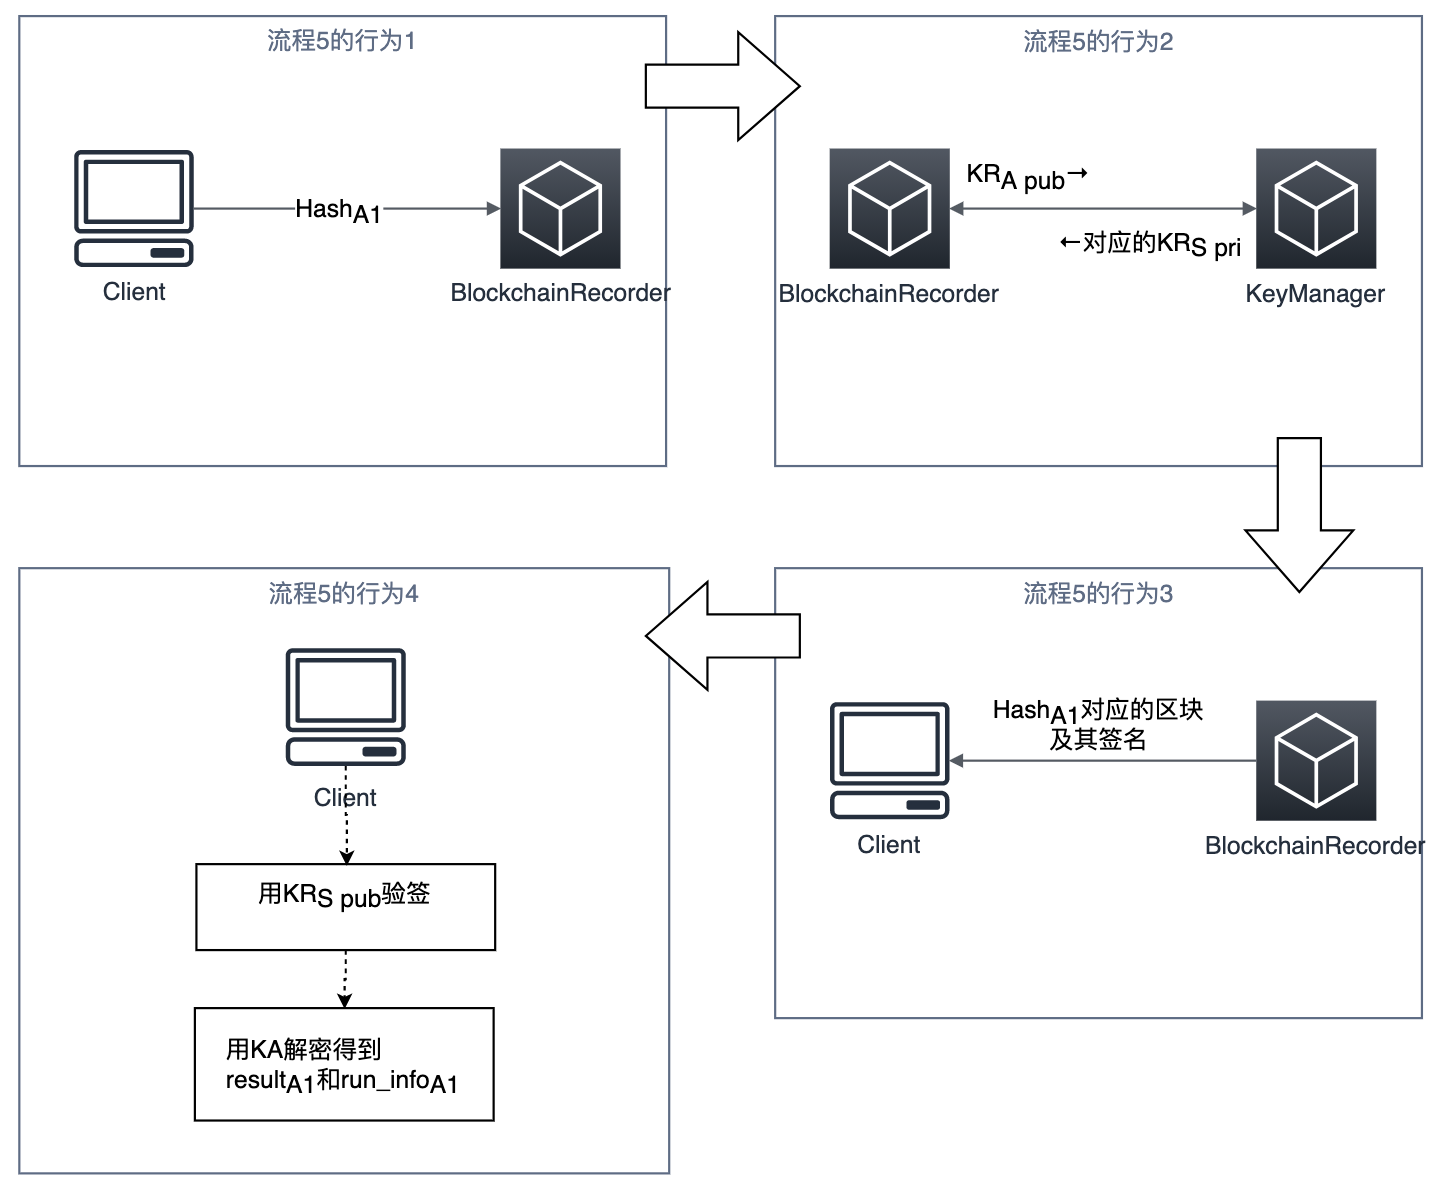 流程5的行为1
HashA1
Client
BlockchainRecorder
流程5的行为2
KRA pub→
←对应的KRS pri
BlockchainRecorder
KeyManager
流程5的行为3
HashA1对应的区块
及其签名
Client
BlockchainRecorder
流程5的行为4
Client
用KRS pub验签
用KA解密得到
resultA1和run_infoA1